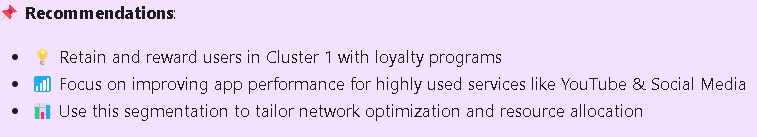 📌 Recommendations:
• 💡 Retain and reward users in Cluster 1 with loyalty programs
• 📶 Focus on improving app performance for highly used services like YouTube & Social Media
• 📊 Use this segmentation to tailor network optimization and resource allocation